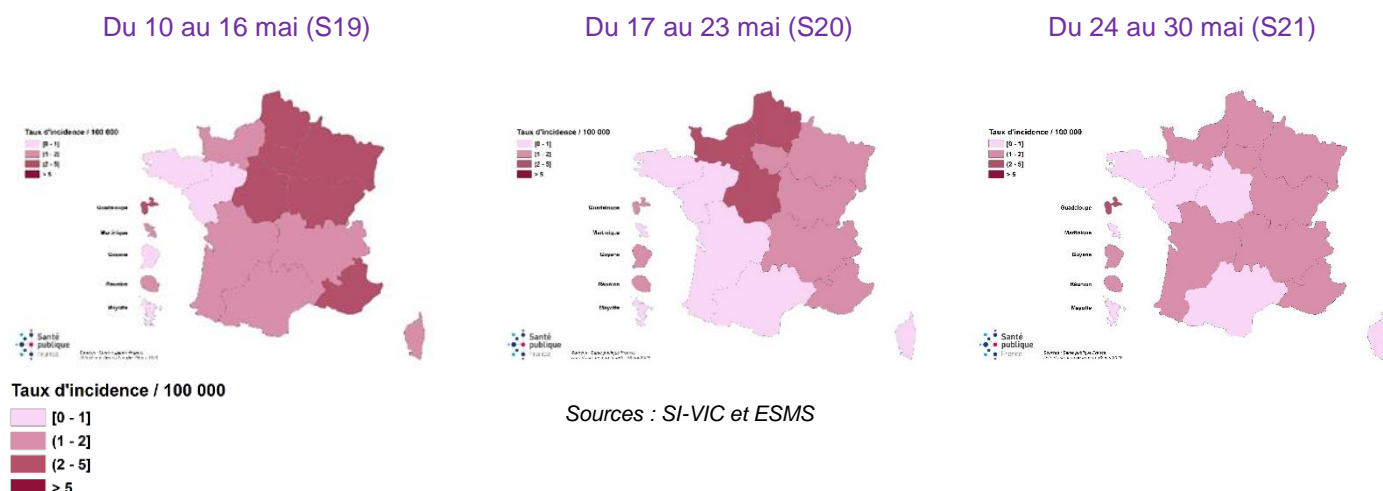 Du 10 au 16 mai (S19)
Du 17 au 23 mai (S20)
Du 24 au 30 mai (S21)
Taux d'incidence / 100 000
[0 - 1]
(1 - 2]
(2 - 5]
> 5
Guadeloupe
Martinique
Guyane
Réunion
Mayotte
Santé
publique
France
Taux d'incidence / 100 000
[0 - 1]
(1 - 2]
(2 - 5]
> 5
Guadeloupe
Martinique
Guyane
Réunion
Mayotte
Santé
publique
France
Taux d'incidence / 100 000
[0 - 1]
(1 - 2]
(2 - 5]
> 5
Guadeloupe
Martinique
Guyane
Réunion
Mayotte
Santé
publique
France
Taux d'incidence / 100 000
[0 - 1]
(1 - 2]
(2 - 5]
> 5
Sources : SI-VIC et ESMS